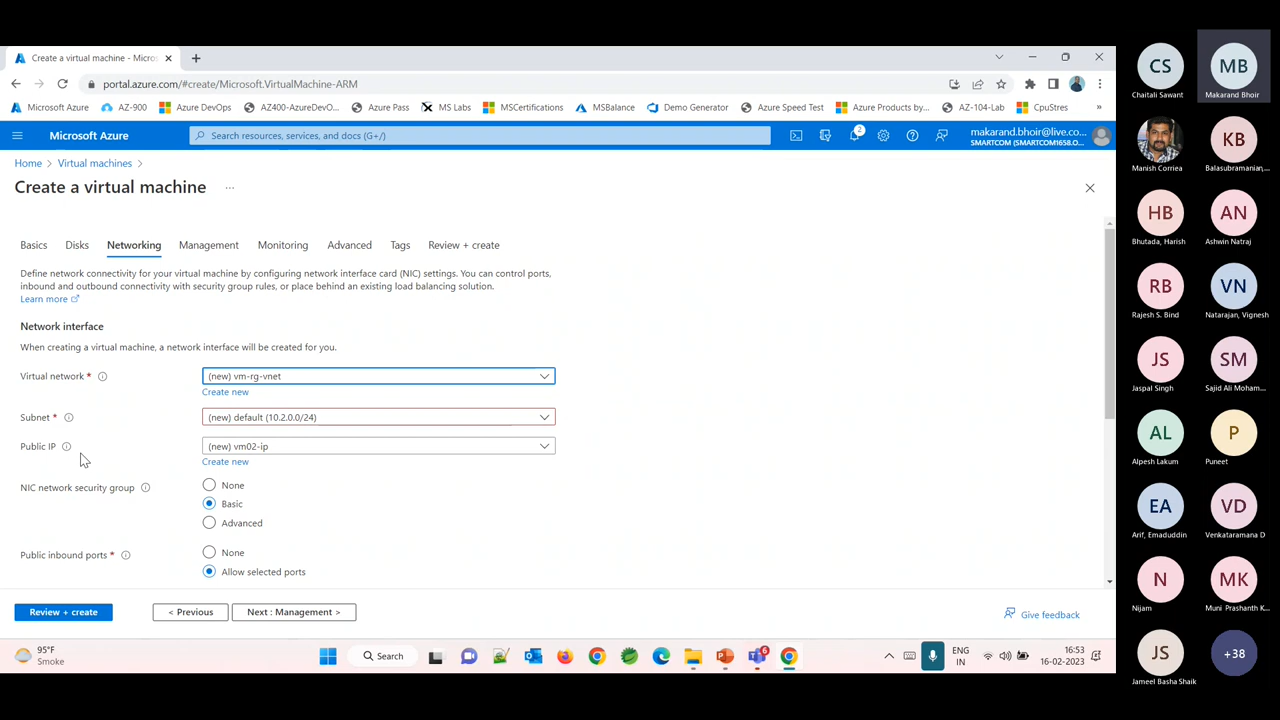 Create a virtual machine - Micros
portal.azure.com/#create/Microsoft.VirtualMachine-ARM
Microsoft Azure
AZ-900
Azure DevOps
AZ400-AzureDevO...
Azure Pass
MS Labs
MSCertifications
MSBalance
Demo Generator
Azure Speed Test
Azure Products by...
AZ-104-Lab
CpuStres
»
Microsoft Azure
Search resources, services, and docs (G+/)
2
makarand.bhoir@live.co...
SMARTCOM (SMARTCOM1658.O...
Home > Virtual machines >
Create a virtual machine ...
Basics Disks Networking Management Monitoring Advanced Tags Review + create
Define network connectivity for your virtual machine by configuring network interface card (NIC) settings. You can control ports,
inbound and outbound connectivity with security group rules, or place behind an existing load balancing solution.
Learn more
Network interface
When creating a virtual machine, a network interface will be created for you.
Virtual network *
(new) vm-rg-vnet
Create new
Subnet *
(new) default (10.2.0.0/24)
Public IP
(new) vm02-ip
Create new
NIC network security group
None
Basic
Advanced
Public inbound ports *
None
Allow selected ports
Review + create
< Previous
Next : Management >
Give feedback
95°F
Smoke
Search
6
ENG
IN
16:53
16-02-2023
CS
Chaitali Sawant
MB
Makarand Bhoir
Manish Corriea
KB
Balasubramanian,...
HB
Bhutada, Harish
AN
Ashwin Natraj
RB
Rajesh S. Bind
VN
Natarajan, Vignesh
JS
Jaspal Singh
SM
Sajid Ali Moham...
AL
Alpesh Lakum
P
Puneet
EA
Arif, Emaduddin
VD
Venkataramana D
N
Nijam
MK
Muni Prashanth K...
JS
Jameel Basha Shaik
+38